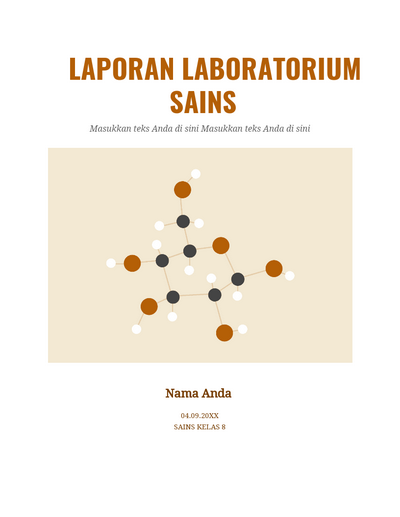 LAPORAN LABORATORIUM
SAINS
Masukkan teks Anda di sini Masukkan teks Anda di sini
Nama Anda
04.09.20XX
SAINS KELAS 8